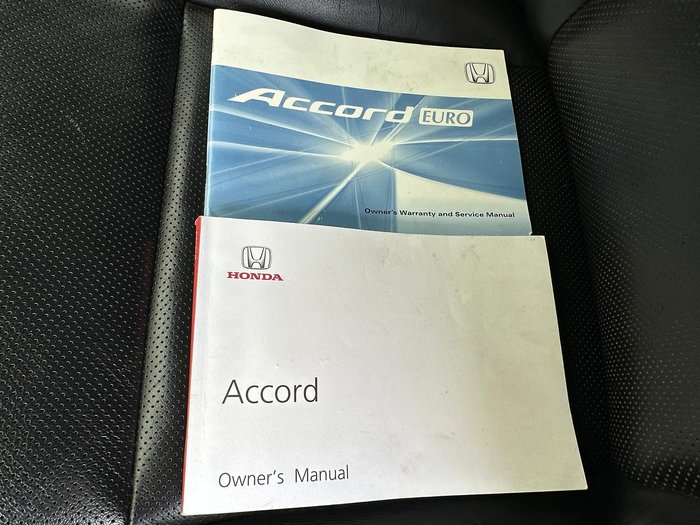 Accord EURO
Owner's Warranty and Service Manual
HONDA
Accord
Owner's Manual